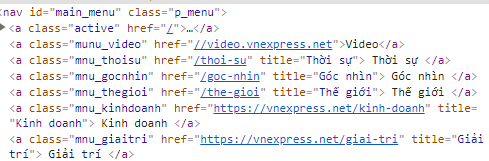 <nav id="main_menu" class="p_menu">
<a class="active" href="/">…</a>
<a class="munu_video" href="//video.vnexpress.net">Video</a>
<a class="mnu_thoisu" href="/thoi-su" title="Thời sự"> Thời sự </a>
<a class="mnu_gocnhin" href="/goc-nhin" title="Góc nhìn"> Góc nhìn </a>
<a class="mnu_thegioi" href="/the-gioi" title="Thế giới"> Thế giới </a>
<a class="mnu_kinhdoanh" href="https://vnexpress.net/kinh-doanh" title=
"Kinh doanh"> Kinh doanh </a>
<a class="mnu_giaitri" href="https://vnexpress.net/giai-tri" title="Giải
trí"> Giải trí </a>